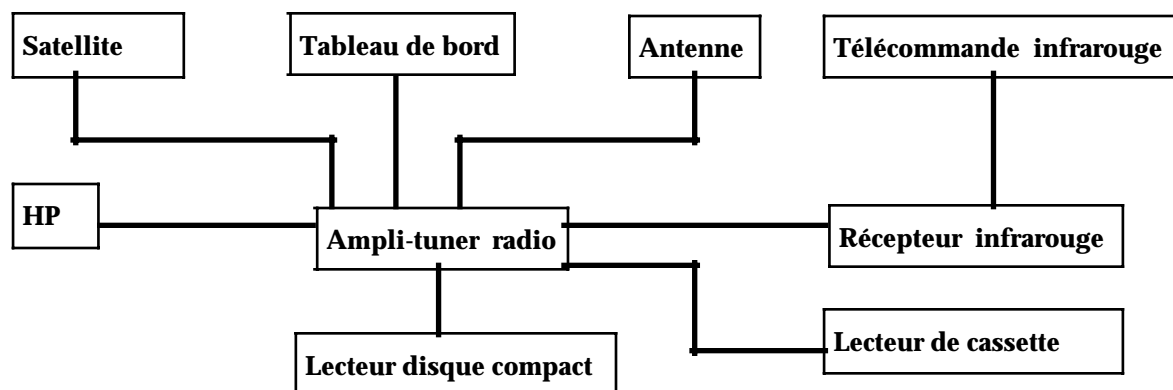 Satellite
Tableau de bord
Antenne
Télécommande infrarouge
HP
Ampli-tuner radio
Récepteur infrarouge
Lecteur disque compact
Lecteur de cassette